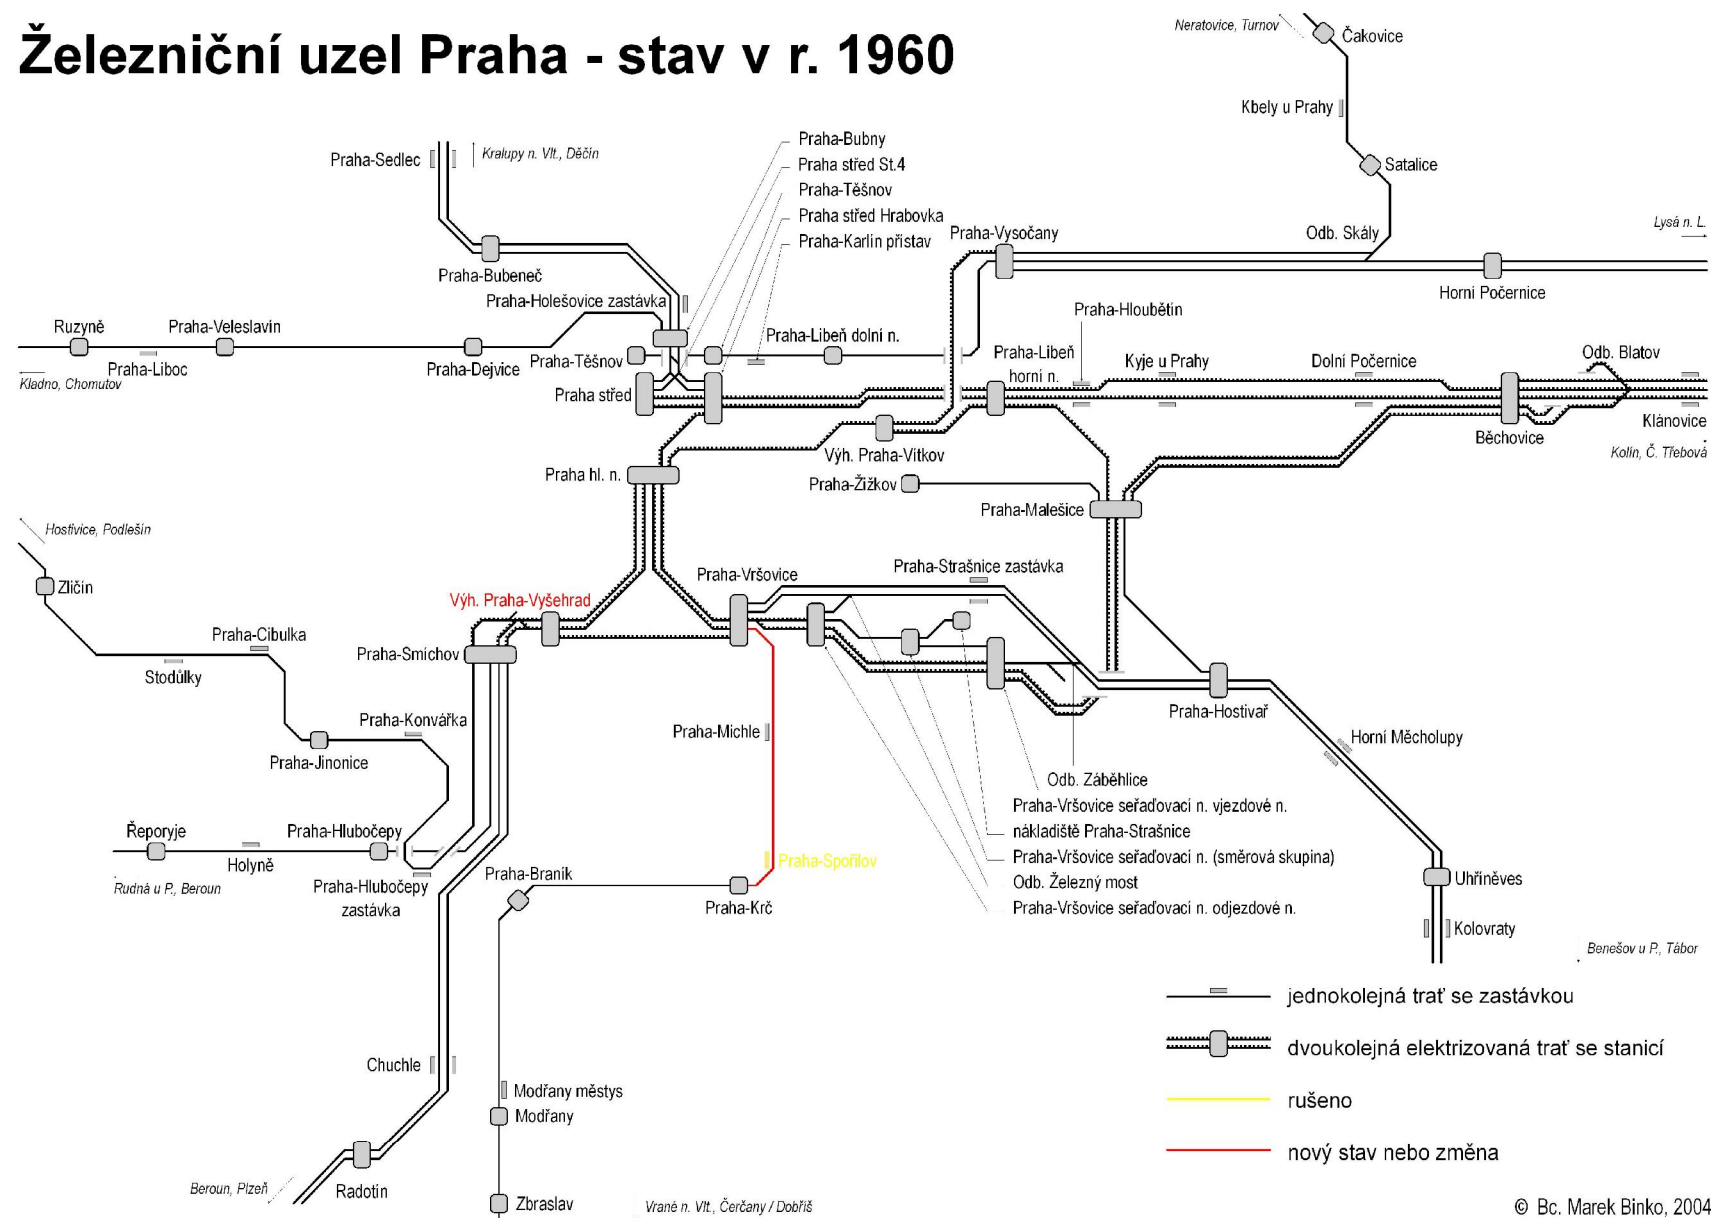 Železniční uzel Praha - stav v r. 1960
Neratovice, Turnov
Čakovice
Kbely u Prahy
Satalice
Praha-Sedlec
Kralupy n. Vlt., Děčín
Praha-Bubny
Praha střed St.4
Praha-Těšnov
Praha střed Hrabovka
Praha-Karlín přístav
Praha-Vysočany
Odb. Skály
Lysá n. L.
Praha-Bubeneč
Praha-Holešovice zastávka
Horní Počernice
Praha-Hloubětín
Ruzyně
Praha-Veleslavín
Praha-Liboc
Praha-Dejvice
Kladno, Chomutov
Praha-Těšnov
Praha-Libeň dolní n.
Praha-Libeň
horní n.
Kyje u Prahy
Dolní Počernice
Odb. Blatov
Praha střed
Klánovice
Běchovice
Kolín, Č. Třebová
Výh. Praha-Vítkov
Praha hl. n.
Praha-Žižkov
Praha-Malešice
Hostivice, Podlešín
Zličín
Praha-Vršovice
Praha-Strašnice zastávka
Výh. Praha-Vyšehrad
Praha-Cibulka
Stodůlky
Praha-Smíchov
Praha-Konvářka
Praha-Jinonice
Praha-Michle
Praha-Hostivař
Horní Měcholupy
Odb. Záběhlice
Praha-Vršovice seřaďovací n. vjezdové n.
nákladiště Praha-Strašnice
Praha-Vršovice seřaďovací n. (směrová skupina)
Odb. Železný most
Praha-Vršovice seřaďovací n. odjezdové n.
Řeporyje
Holyně
Praha-Hlubočepy
Praha-Hlubočepy
zastávka
Rudná u P., Beroun
Praha-Spořilov
Praha-Braník
Praha-Krč
Uhříněves
Kolovraty
Benešov u P., Tábor
Chuchle
Modřany městys
Modřany
Radotín
Beroun, Plzeň
Zbraslav
Vrané n. Vlt., Čerčany / Dobříš
jednokolejná trať se zastávkou
dvoukolejná elektrizovaná trať se stanicí
rušeno
nový stav nebo změna
© Bc. Marek Binko, 2004